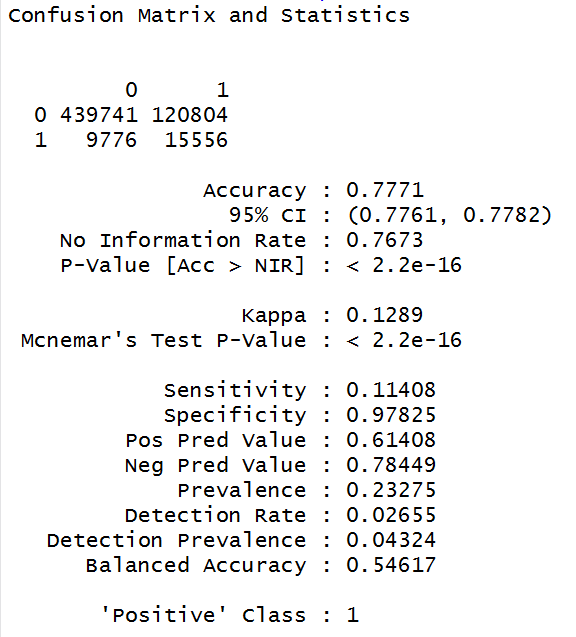 Confusion Matrix and Statistics
0 1
0 439741 120804
1 9776 15556
Accuracy : 0.7771
95% CI : (0.7761, 0.7782)
No Information Rate : 0.7673
P-Value [Acc > NIR] : < 2.2e-16
Kappa : 0.1289
Mcnemar's Test P-Value : < 2.2e-16
Sensitivity : 0.11408
Specificity : 0.97825
Pos Pred Value : 0.61408
Neg Pred Value : 0.78449
Prevalence : 0.23275
Detection Rate : 0.02655
Detection Prevalence : 0.04324
Balanced Accuracy : 0.54617
'Positive' Class : 1